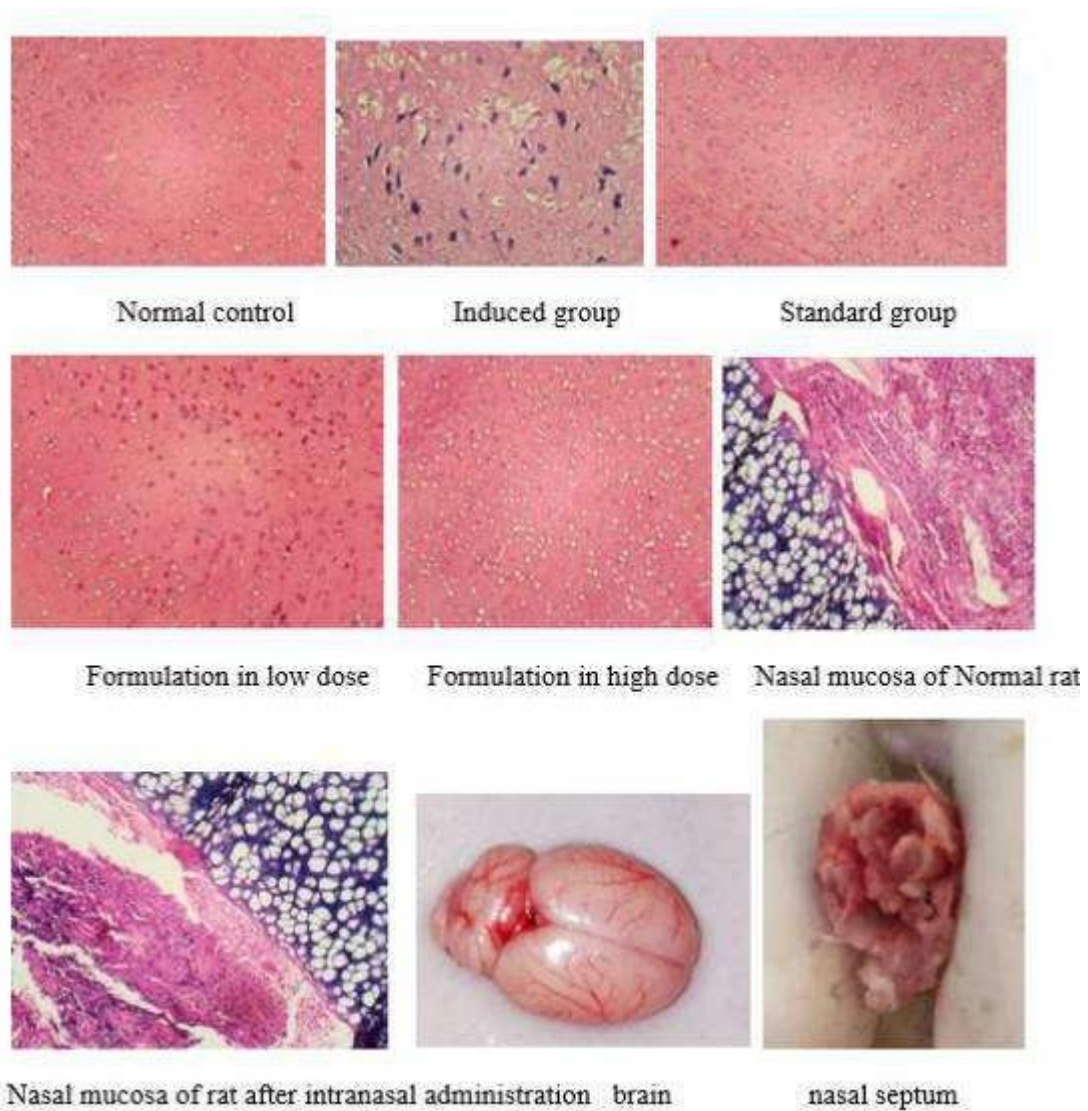 Normal control
Induced group
Standard group
Formulation in low dose
Formulation in high dose
Nasal mucosa of Normal rat
Nasal mucosa of rat after intranasal administration
brain
nasal septum